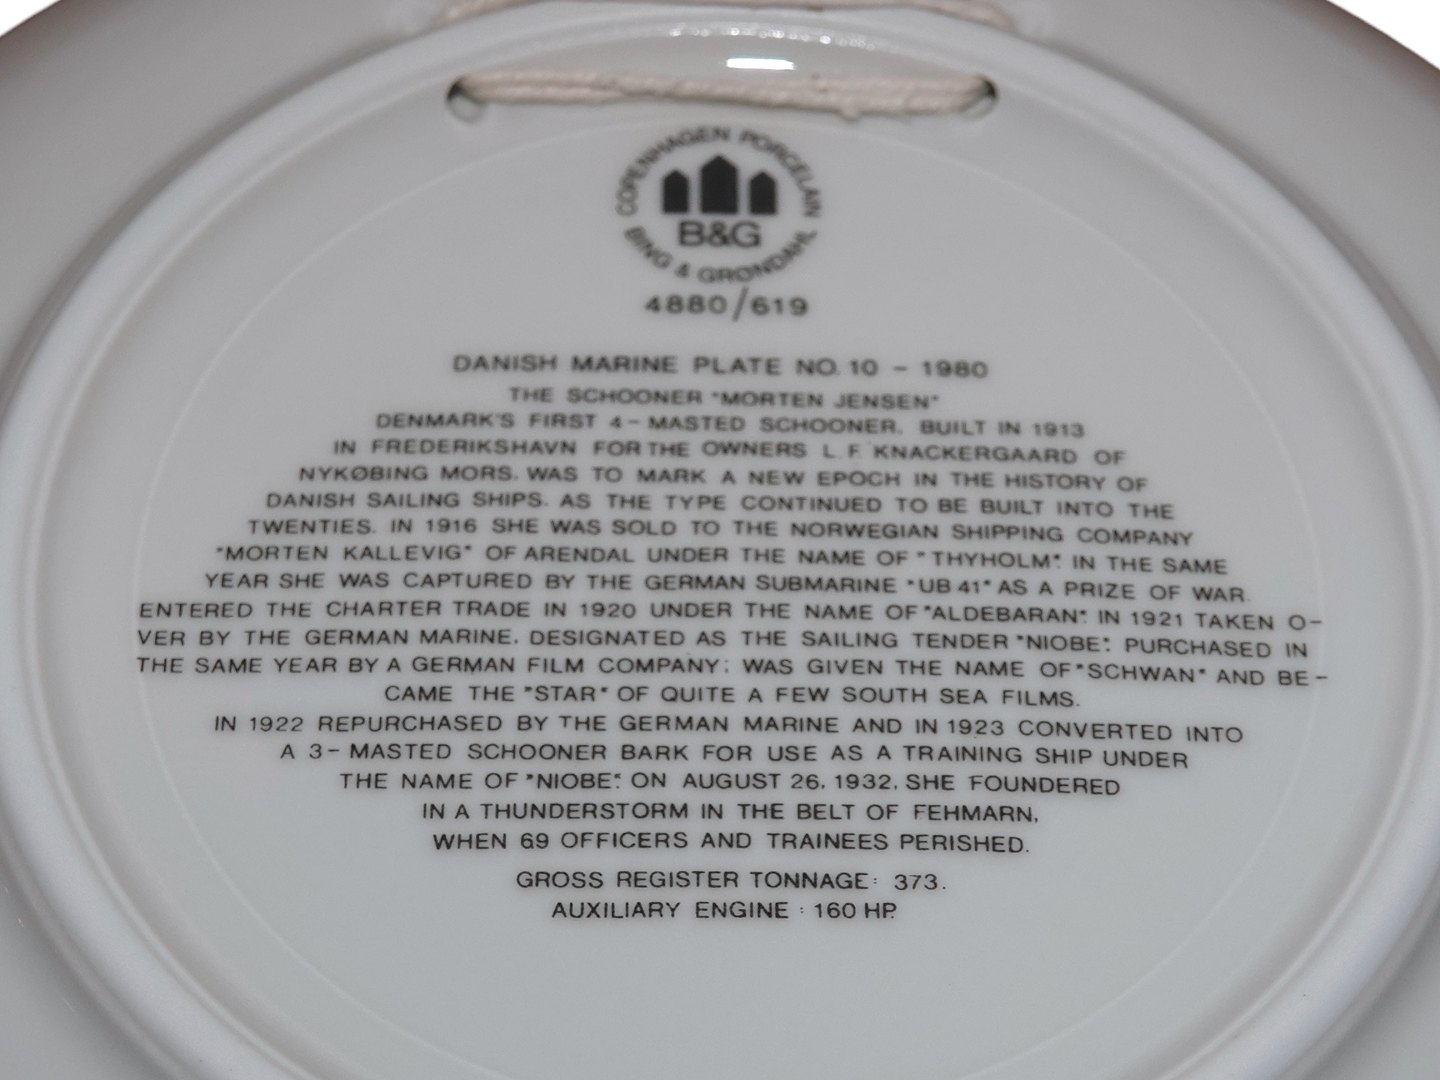 COPENHAGEN PORCELAIN
B&G
BING & GRØNDAHL
4880/619
DANISH MARINE PLATE NO. 10 - 1980
THE SCHOONER "MORTEN JENSEN"
DENMARK'S FIRST 4-MASTED SCHOONER, BUILT IN 1913
IN FREDERIKSHAVN FOR THE OWNERS L.F. KNACKERGAARD OF
NYKØBING MORS, WAS TO MARK A NEW EPOCH IN THE HISTORY OF
DANISH SAILING SHIPS, AS THE TYPE CONTINUED TO BE BUILT INTO THE
TWENTIES. IN 1916 SHE WAS SOLD TO THE NORWEGIAN SHIPPING COMPANY
"MORTEN KALLEVIG" OF ARENDAL UNDER THE NAME OF "THYHOLM". IN THE SAME
YEAR SHE WAS CAPTURED BY THE GERMAN SUBMARINE "UB 41" AS A PRIZE OF WAR.
ENTERED THE CHARTER TRADE IN 1920 UNDER THE NAME OF "ALDEBARAN". IN 1921 TAKEN O-
VER BY THE GERMAN MARINE, DESIGNATED AS THE SAILING TENDER "NIOBE". PURCHASED IN
THE SAME YEAR BY A GERMAN FILM COMPANY; WAS GIVEN THE NAME OF "SCHWAN" AND BE-
CAME THE "STAR" OF QUITE A FEW SOUTH SEA FILMS.
IN 1922 REPURCHASED BY THE GERMAN MARINE AND IN 1923 CONVERTED INTO
A 3-MASTED SCHOONER BARK FOR USE AS A TRAINING SHIP UNDER
THE NAME OF "NIOBE". ON AUGUST 26, 1932, SHE FOUNDERED
IN A THUNDERSTORM IN THE BELT OF FEHMARN,
WHEN 69 OFFICERS AND TRAINEES PERISHED.
GROSS REGISTER TONNAGE: 373.
AUXILIARY ENGINE: 160 HP.